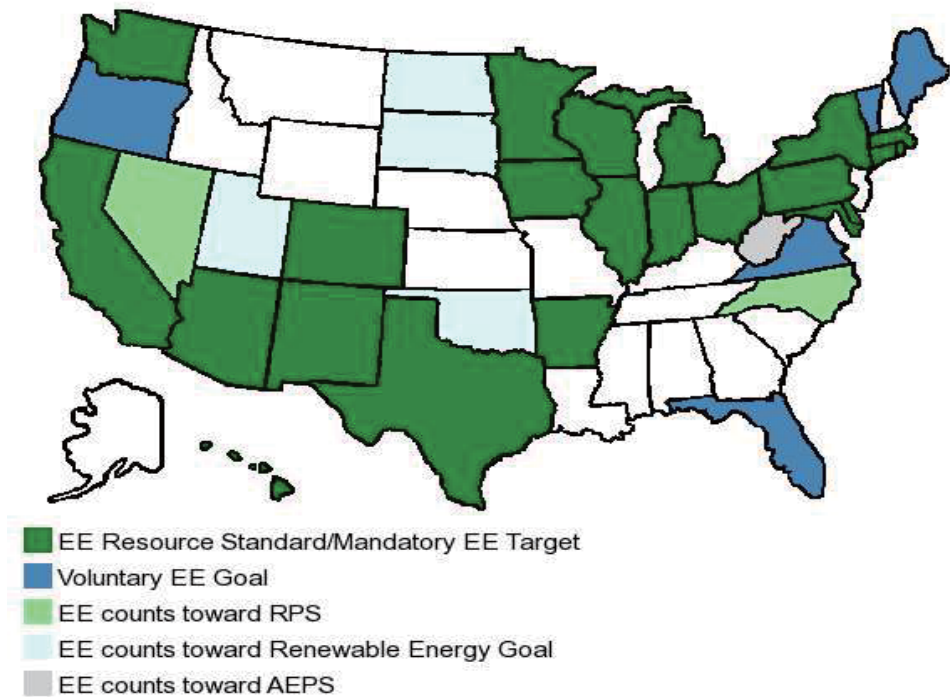 EE Resource Standard/Mandatory EE Target
Voluntary EE Goal
EE counts toward RPS
EE counts toward Renewable Energy Goal
EE counts toward AEPS